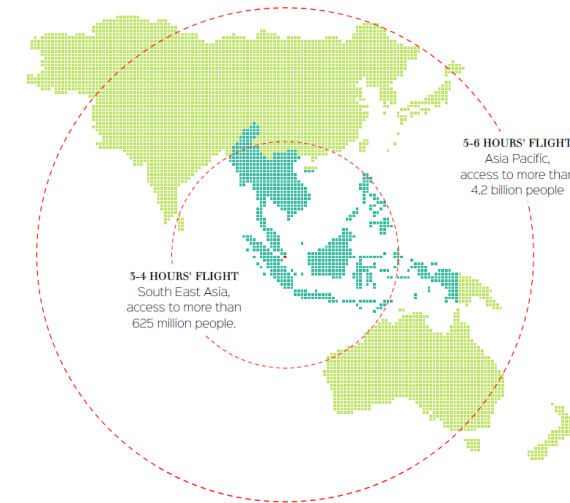 5-6 HOURS' FLIGHT
Asia Pacific,
access to more than
4.2 billion people
3-4 HOURS' FLIGHT
South East Asia,
access to more than
625 million people.